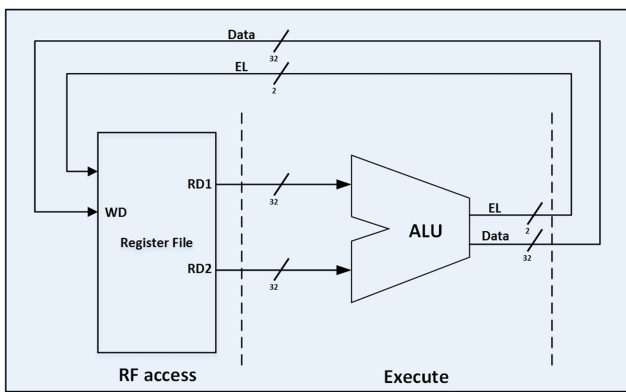 Data
32
EL
2
RD1
32
WD
Register File
ALU
EL
2
Data
32
RD2
32
RF access
Execute